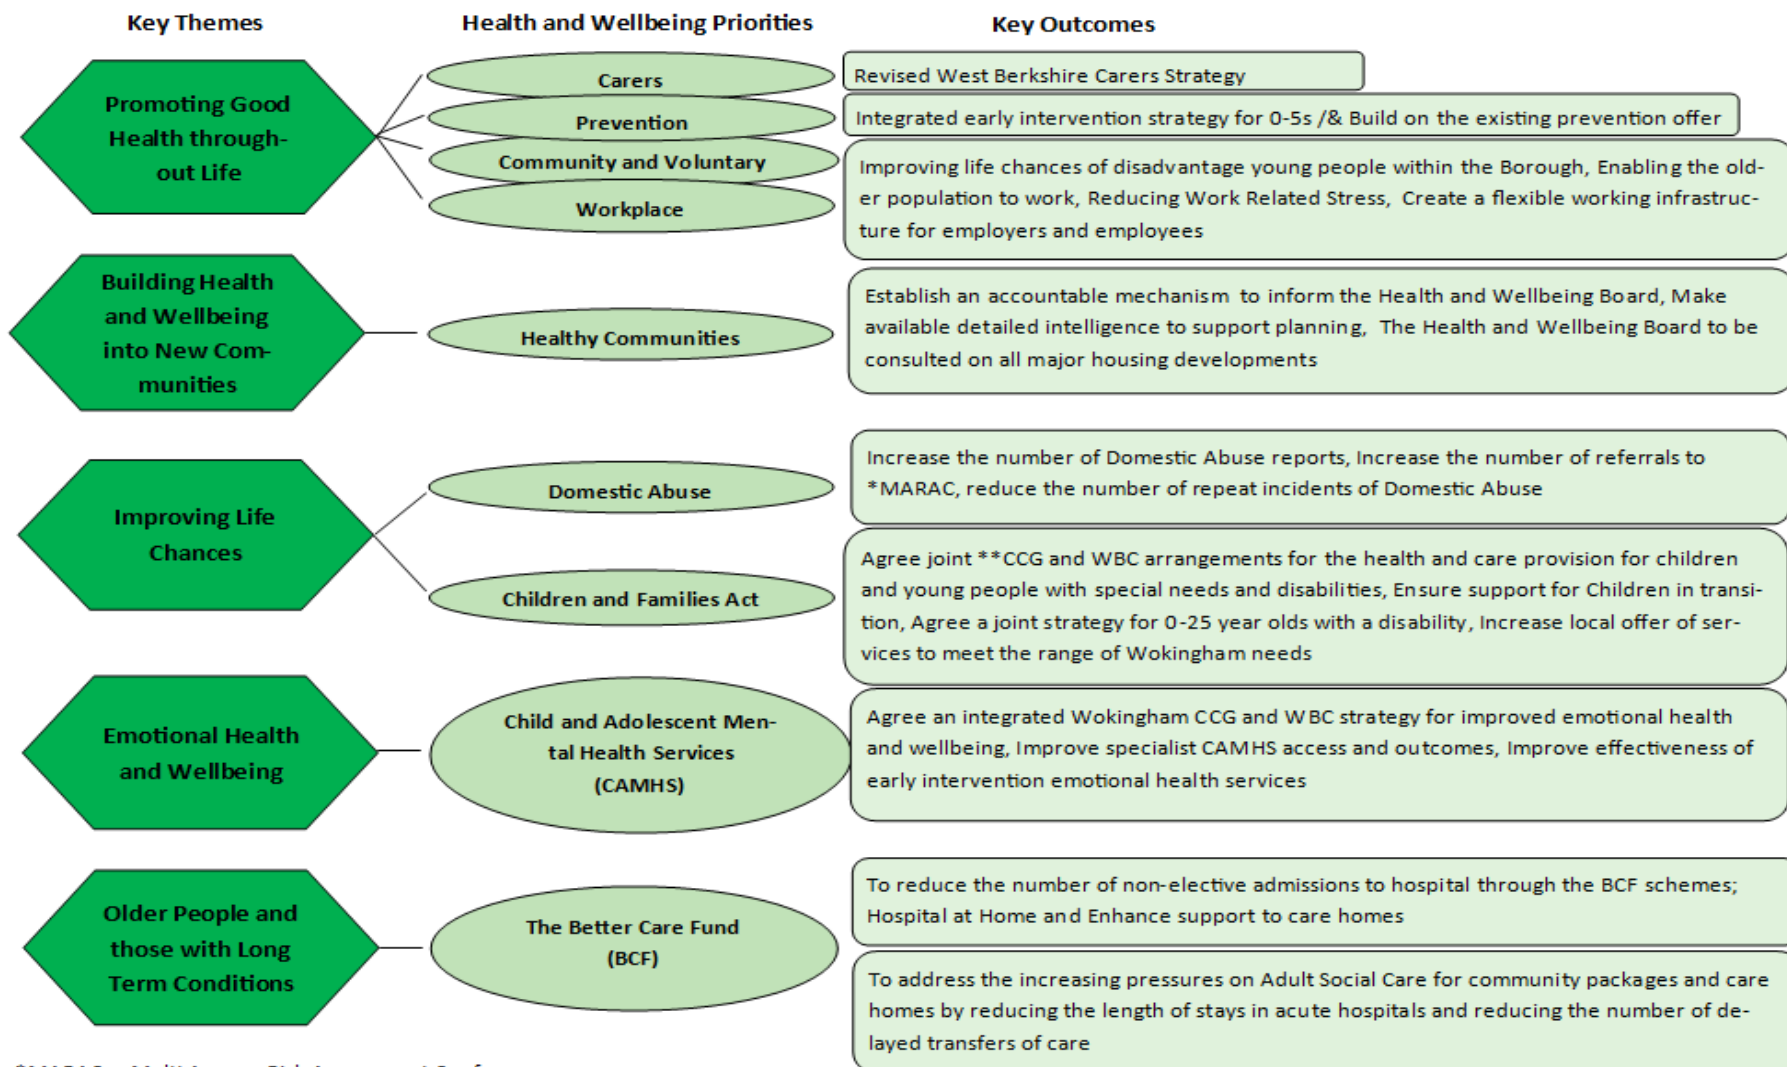 Key Themes
Health and Wellbeing Priorities
Key Outcomes
Promoting Good
Health through-
out Life
Carers
Prevention
Community and Voluntary
Workplace
Revised West Berkshire Carers Strategy
Integrated early intervention strategy for 0-5s /& Build on the existing prevention offer
Improving life chances of disadvantage young people within the Borough, Enabling the old-
er population to work, Reducing Work Related Stress, Create a flexible working infrastruc-
ture for employers and employees
Building Health
and Wellbeing
into New Com-
munities
Healthy Communities
Establish an accountable mechanism to inform the Health and Wellbeing Board, Make
available detailed intelligence to support planning, The Health and Wellbeing Board to be
consulted on all major housing developments
Improving Life
Chances
Domestic Abuse
Increase the number of Domestic Abuse reports, Increase the number of referrals to
*MARAC, reduce the number of repeat incidents of Domestic Abuse
Children and Families Act
Agree joint **CCG and WBC arrangements for the health and care provision for children
and young people with special needs and disabilities, Ensure support for Children in transi-
tion, Agree a joint strategy for 0-25 year olds with a disability, Increase local offer of ser-
vices to meet the range of Wokingham needs
Emotional Health
and Wellbeing
Child and Adolescent Men-
tal Health Services
(CAMHS)
Agree an integrated Wokingham CCG and WBC strategy for improved emotional health
and wellbeing, Improve specialist CAMHS access and outcomes, Improve effectiveness of
early intervention emotional health services
Older People and
those with Long
Term Conditions
The Better Care Fund
(BCF)
To reduce the number of non-elective admissions to hospital through the BCF schemes;
Hospital at Home and Enhance support to care homes
To address the increasing pressures on Adult Social Care for community packages and care
homes by reducing the length of stays in acute hospitals and reducing the number of de-
layed transfers of care